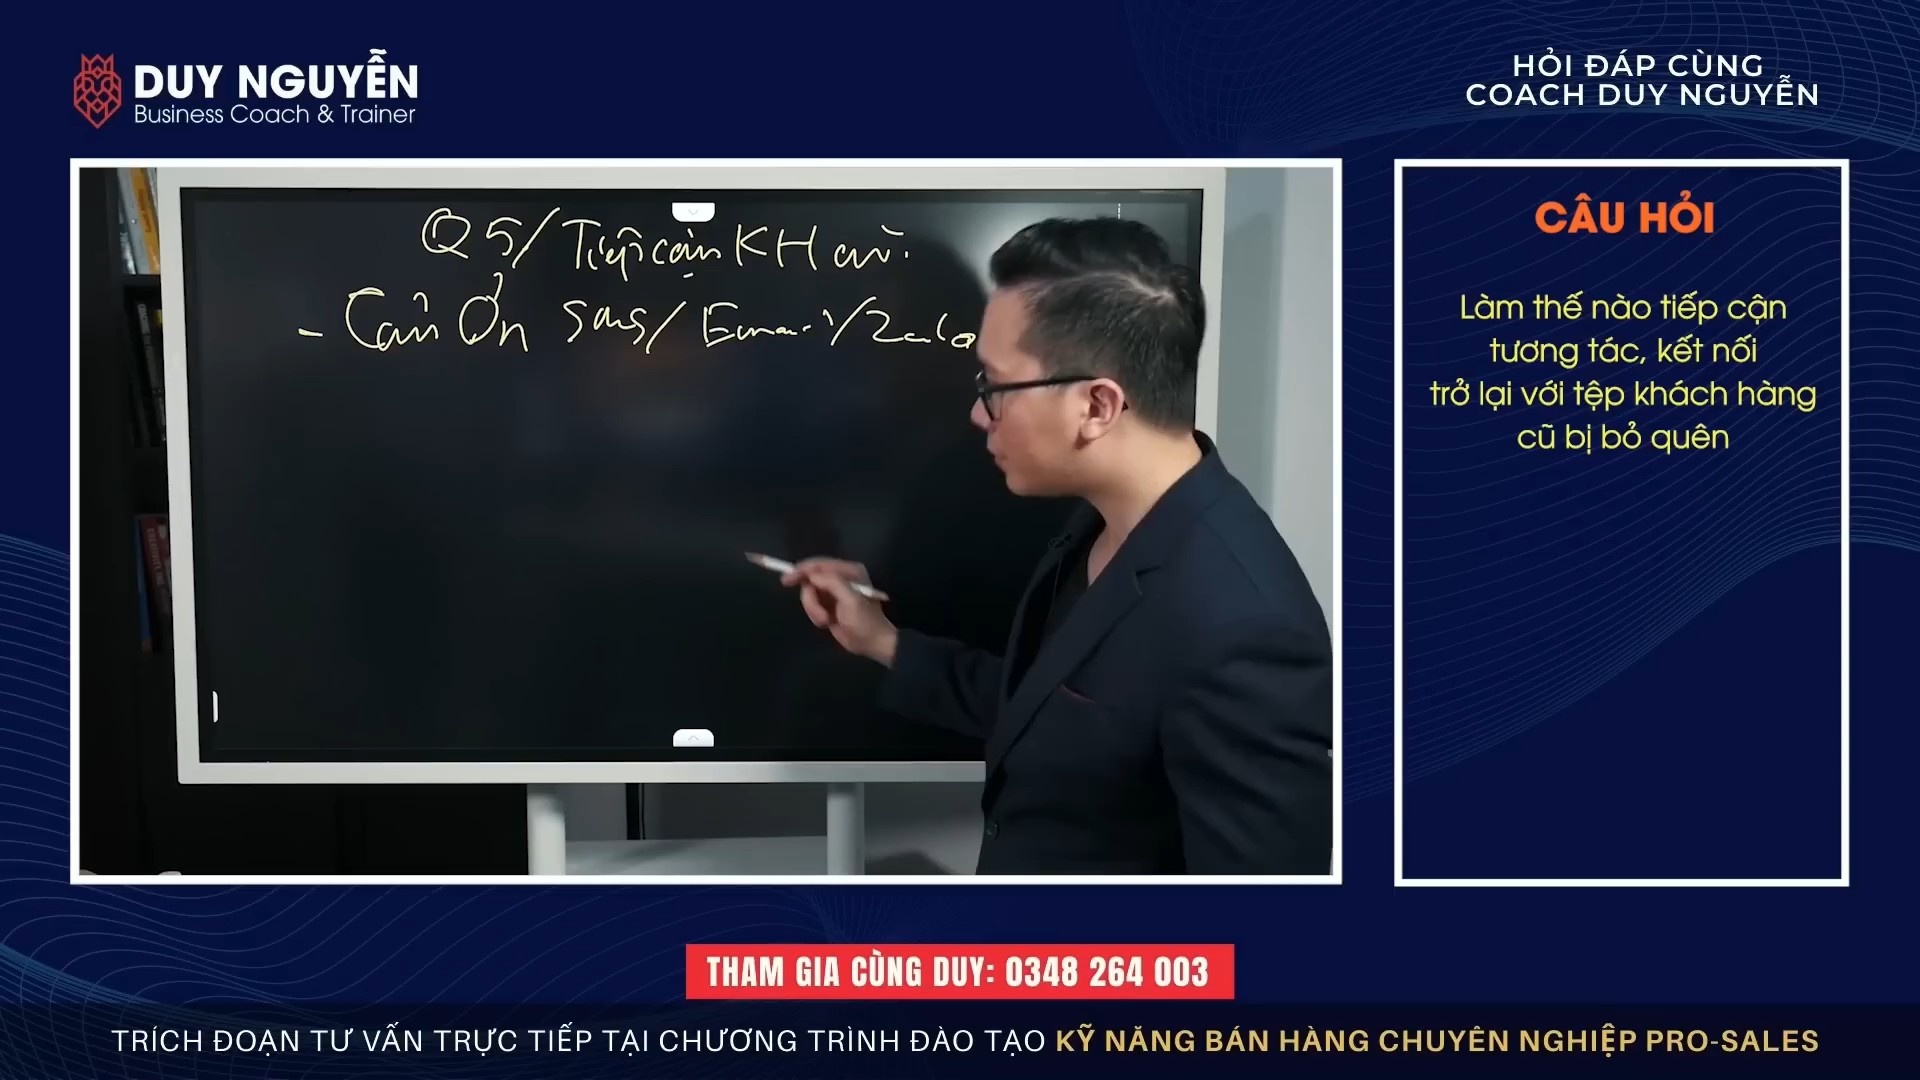 DUY NGUYỄN
Business Coach & Trainer
HỎI ĐÁP CÙNG
COACH DUY NGUYỄN
Q5/ Tiếp cận KH cũ.
- Cảm Ơn SMS/ Email/ Zalo
CÂU HỎI
Làm thế nào tiếp cận
tương tác, kết nối
trở lại với tệp khách hàng
cũ bị bỏ quên
THAM GIA CÙNG DUY: 0348 264 003
TRÍCH ĐOẠN TƯ VẤN TRỰC TIẾP TẠI CHƯƠNG TRÌNH ĐÀO TẠO KỸ NĂNG BÁN HÀNG CHUYÊN NGHIỆP PRO-SALES